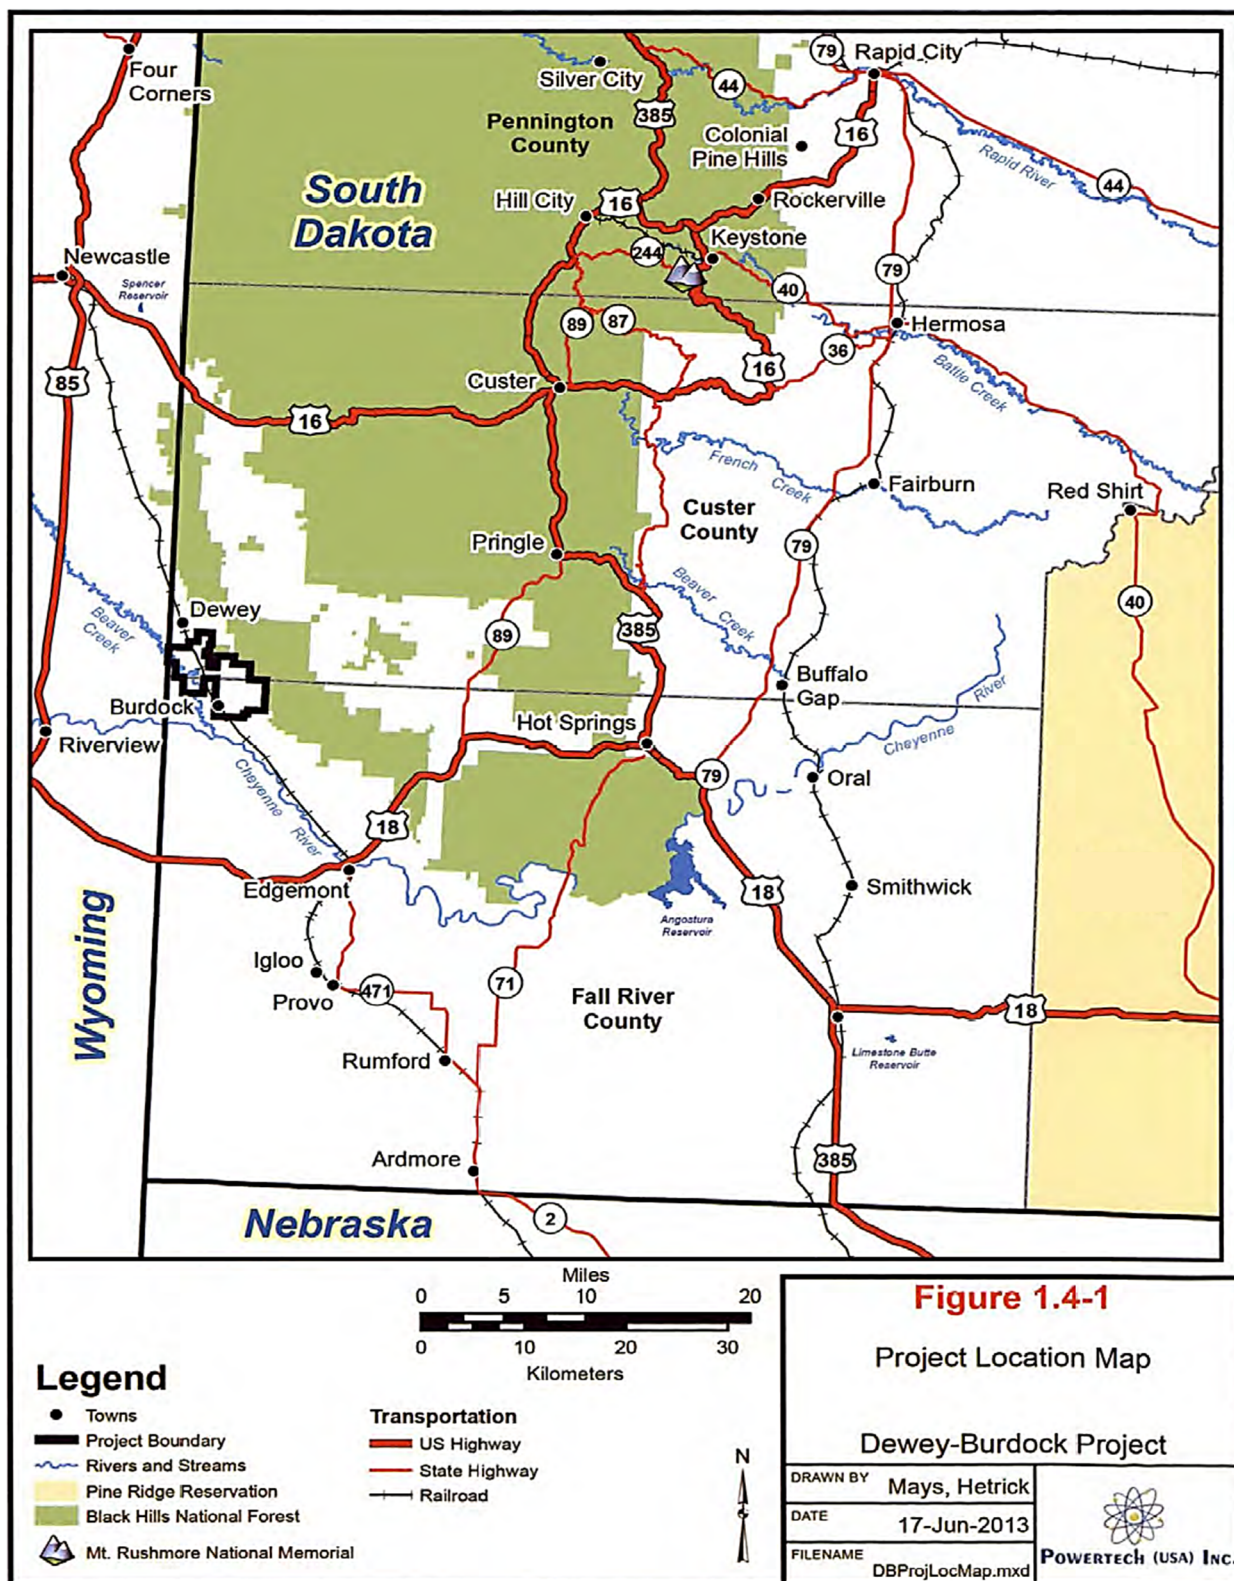 Four
Corners
Silver City
79
Rapid City
44
385
Pennington
County
Colonial
Pine Hills
16
Rapid River
44
South
Dakota
Hill City
16
Rockerville
Keystone
244
Newcastle
Spencer
Reservoir
79
40
89
87
Hermosa
36
85
Custer
16
Battle Creek
16
French Creek
Fairburn
Red Shirt
Custer
County
79
Pringle
Beaver Creek
40
Dewey
Beaver
Creek
89
385
Buffalo
Gap
Burdock
Hot Springs
River
Riverview
Cheyenne
Cheyenne River
79
Oral
18
Edgemont
18
Smithwick
Angostura
Reservoir
Wyoming
Igloo
Provo
471
71
Fall River
County
18
Rumford
Limestone Butte
Reservoir
Ardmore
385
Nebraska
2
Miles
0 5 10 20
0 10 20 30
Kilometers
Legend
Towns
Project Boundary
Rivers and Streams
Pine Ridge Reservation
Black Hills National Forest
Mt. Rushmore National Memorial
Transportation
US Highway
State Highway
Railroad
N
Figure 1.4-1
Project Location Map
Dewey-Burdock Project
DRAWN BY Mays, Hetrick
DATE 17-Jun-2013
FILENAME DBProjLocMap.mxd
POWERTECH (USA) INC.